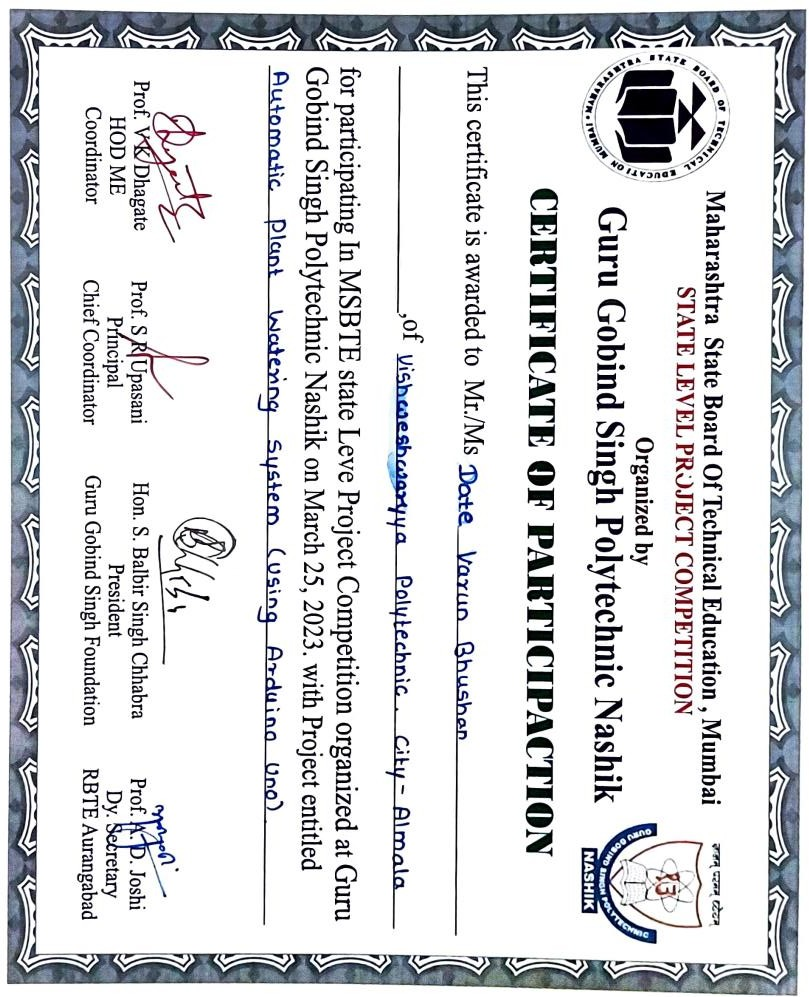 MAHARASHTRA STATE BOARD OF TECHNICAL EDUCATION MUMBAI
Maharashtra State Board Of Technical Education , Mumbai
STATE LEVEL PROJECT COMPETITION
Organized by
Guru Gobind Singh Polytechnic Nashik
GURU GOBIND SINGH POLYTECHNIC
NASHIK
CERTIFICATE OF PARTICIPACTION
This certificate is awarded to Mr./Ms Date Varun Bhushan
,of Vishweshwarayya Polytechnic, City - Almala
for participating In MSBTE state Leve Project Competition organized at Guru
Gobind Singh Polytechnic Nashik on March 25, 2023. with Project entitled
Automatic Plant Watering System (using Arduino Uno)
Prof. V.K. Dhagate
HOD ME
Coordinator
Prof. S.R. Upasani
Principal
Chief Coordinator
Hon. S. Balbir Singh Chhabra
President
Guru Gobind Singh Foundation
Prof. A. D. Joshi
Dy. Secretary
RBTE Aurangabad